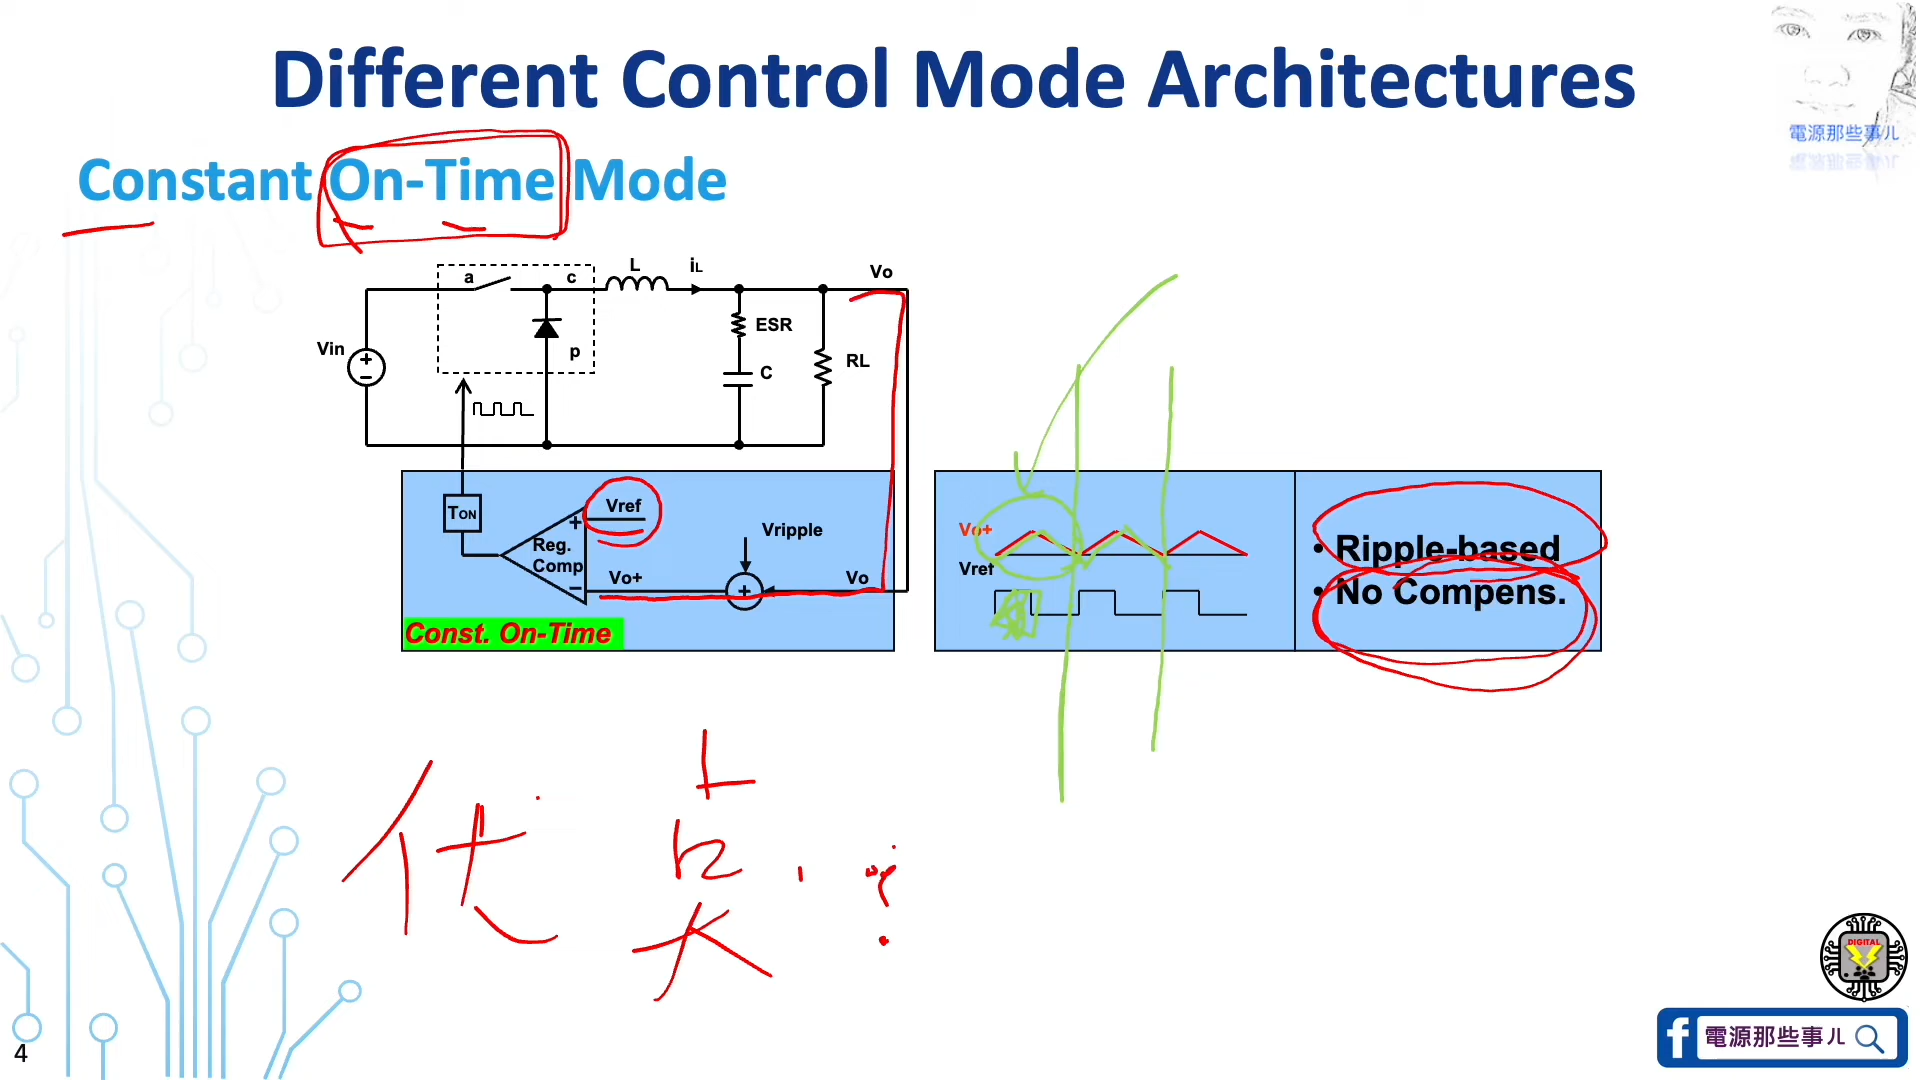 Different Control Mode Architectures
電源那些事儿
Constant On-Time Mode
a
c
L
iL
Vo
ESR
Vin
p
RL
C
TON
Vref
+
Reg.
Comp
Vripple
Vo+
Vo
+
−
Const. On-Time
Vo+
Vref
• Ripple-based
• No Compens.
代
DIGITAL
f 電源那些事儿
4